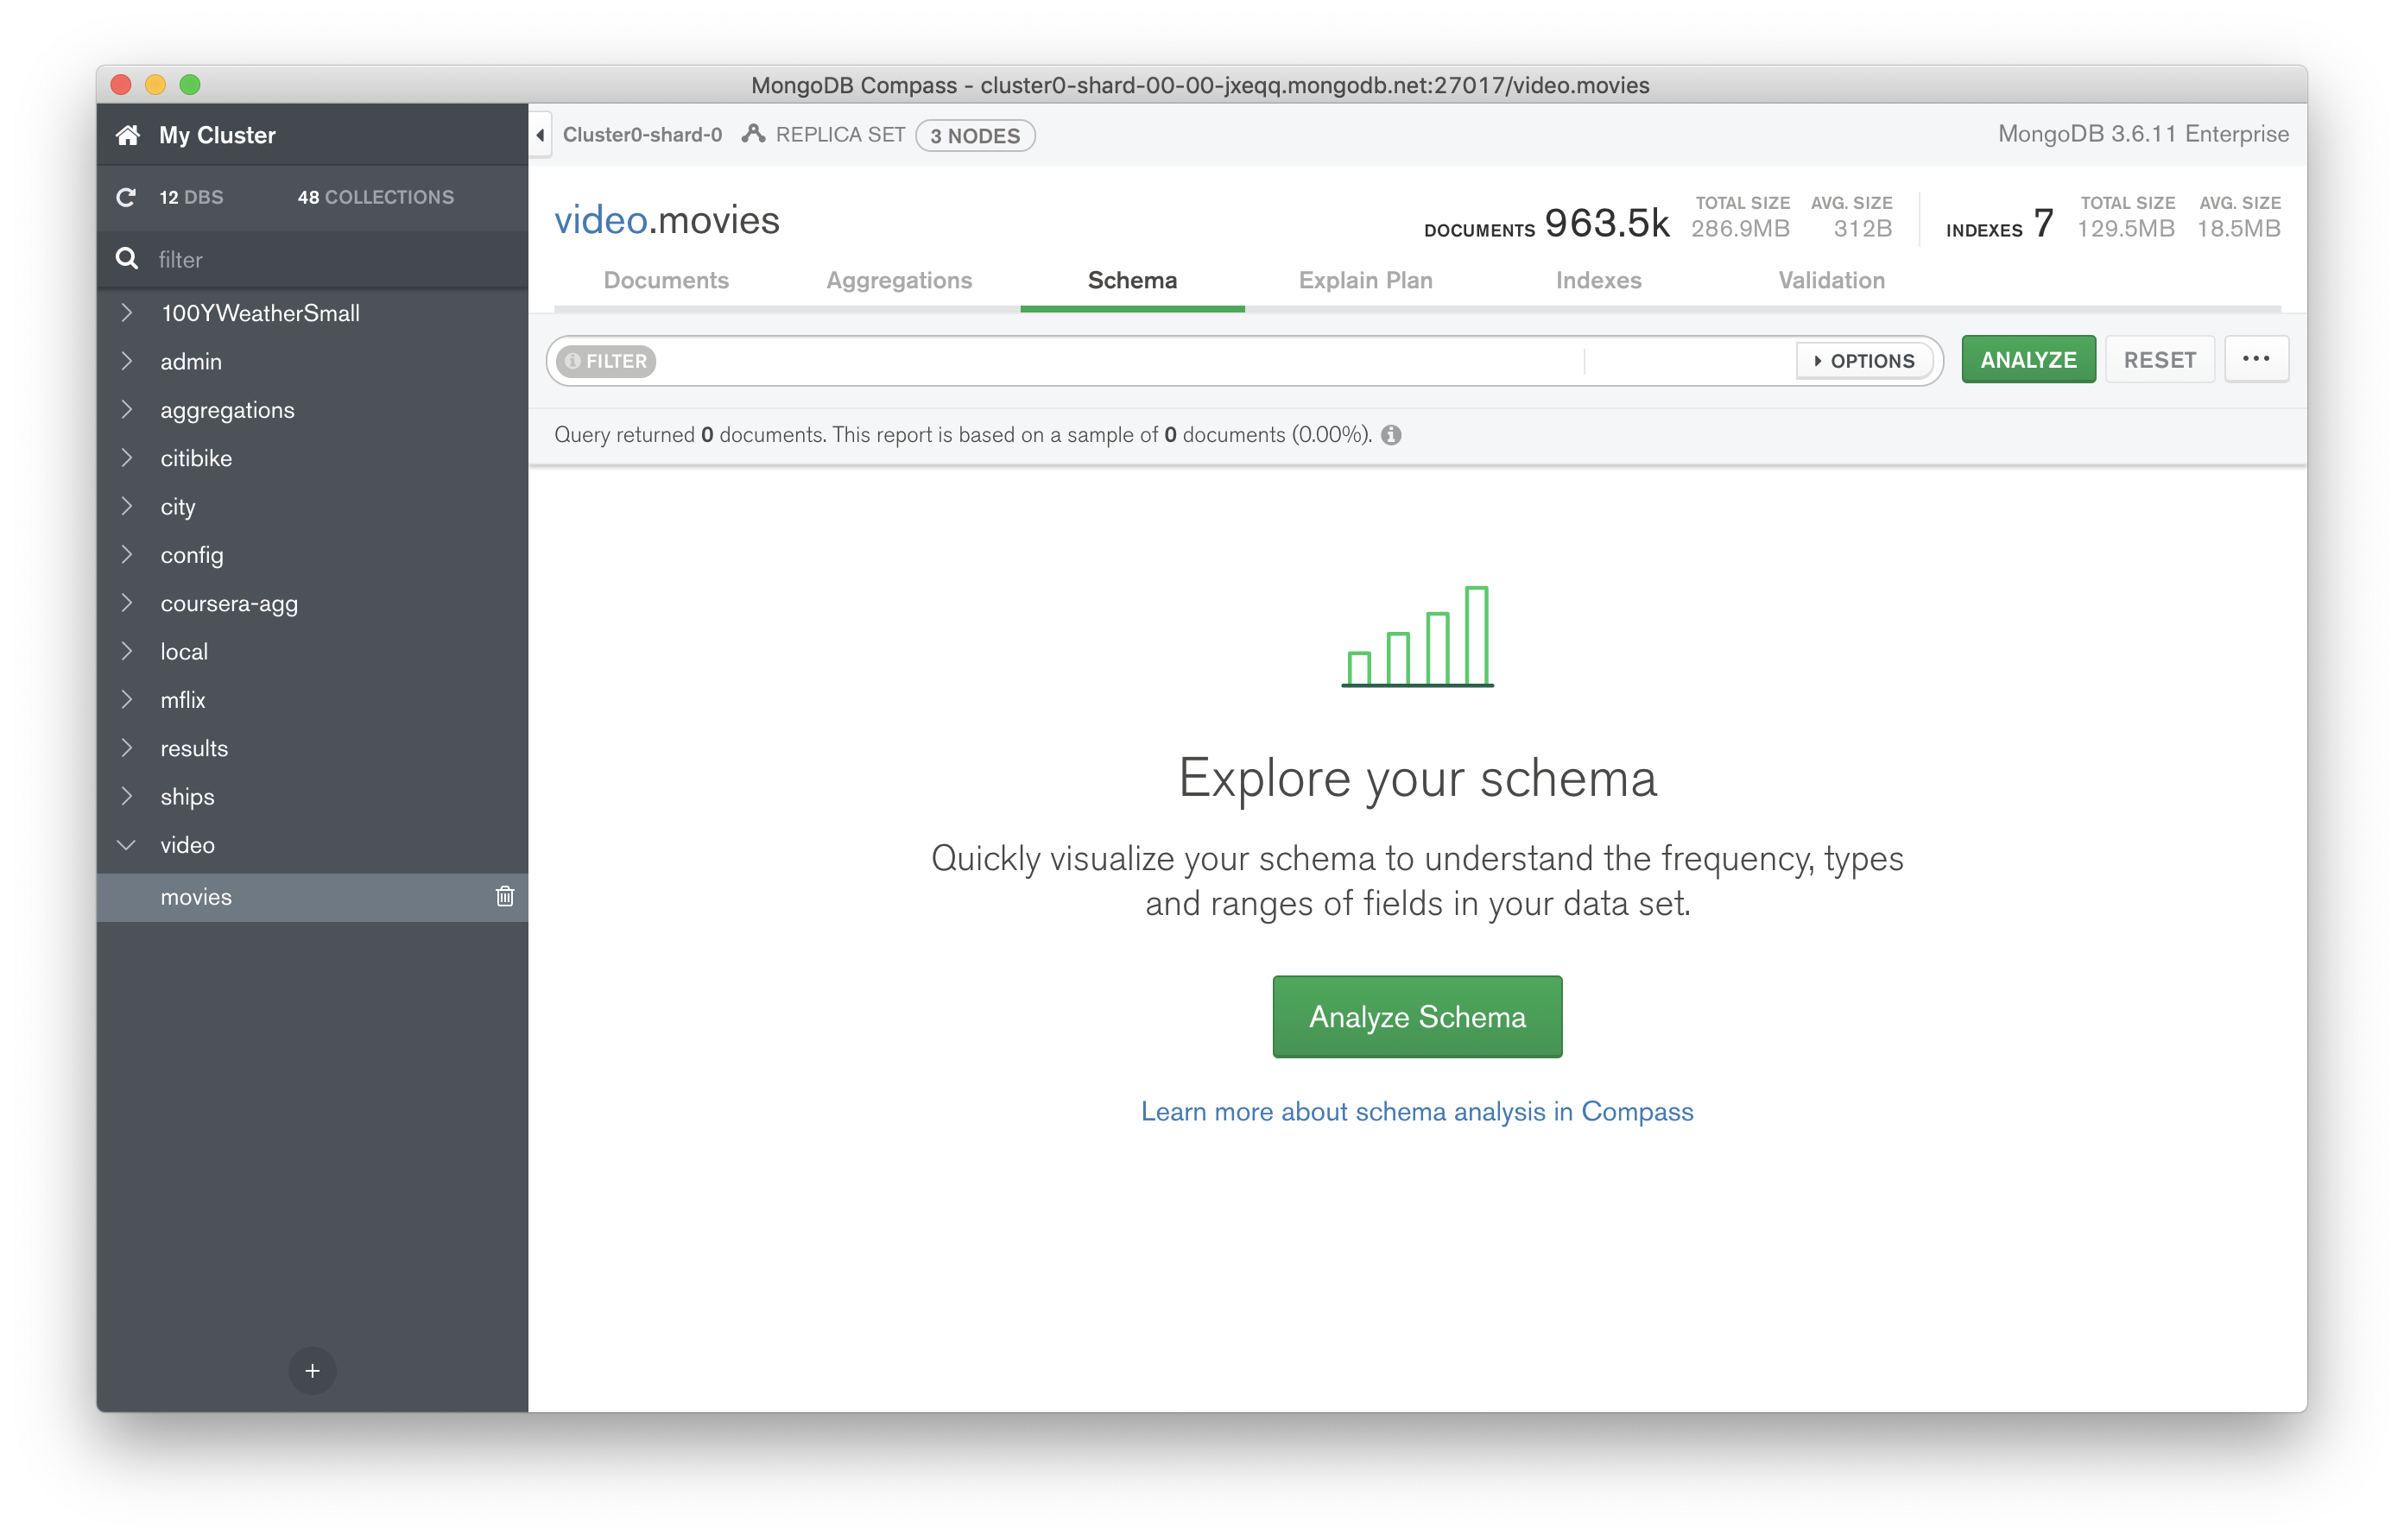 MongoDB Compass - cluster0-shard-00-00-jxeqq.mongodb.net:27017/video.movies
My Cluster
Cluster0-shard-0 REPLICA SET 3 NODES
MongoDB 3.6.11 Enterprise
12 DBS 48 COLLECTIONS
filter
100YWeatherSmall
admin
aggregations
citibike
city
config
coursera-agg
local
mflix
results
ships
video
movies
+
video.movies
DOCUMENTS 963.5k TOTAL SIZE 286.9MB AVG. SIZE 312B
INDEXES 7 TOTAL SIZE 129.5MB AVG. SIZE 18.5MB
Documents Aggregations Schema Explain Plan Indexes Validation
FILTER OPTIONS ANALYZE RESET ...
Query returned 0 documents. This report is based on a sample of 0 documents (0.00%).
Explore your schema
Quickly visualize your schema to understand the frequency, types
and ranges of fields in your data set.
Analyze Schema
Learn more about schema analysis in Compass